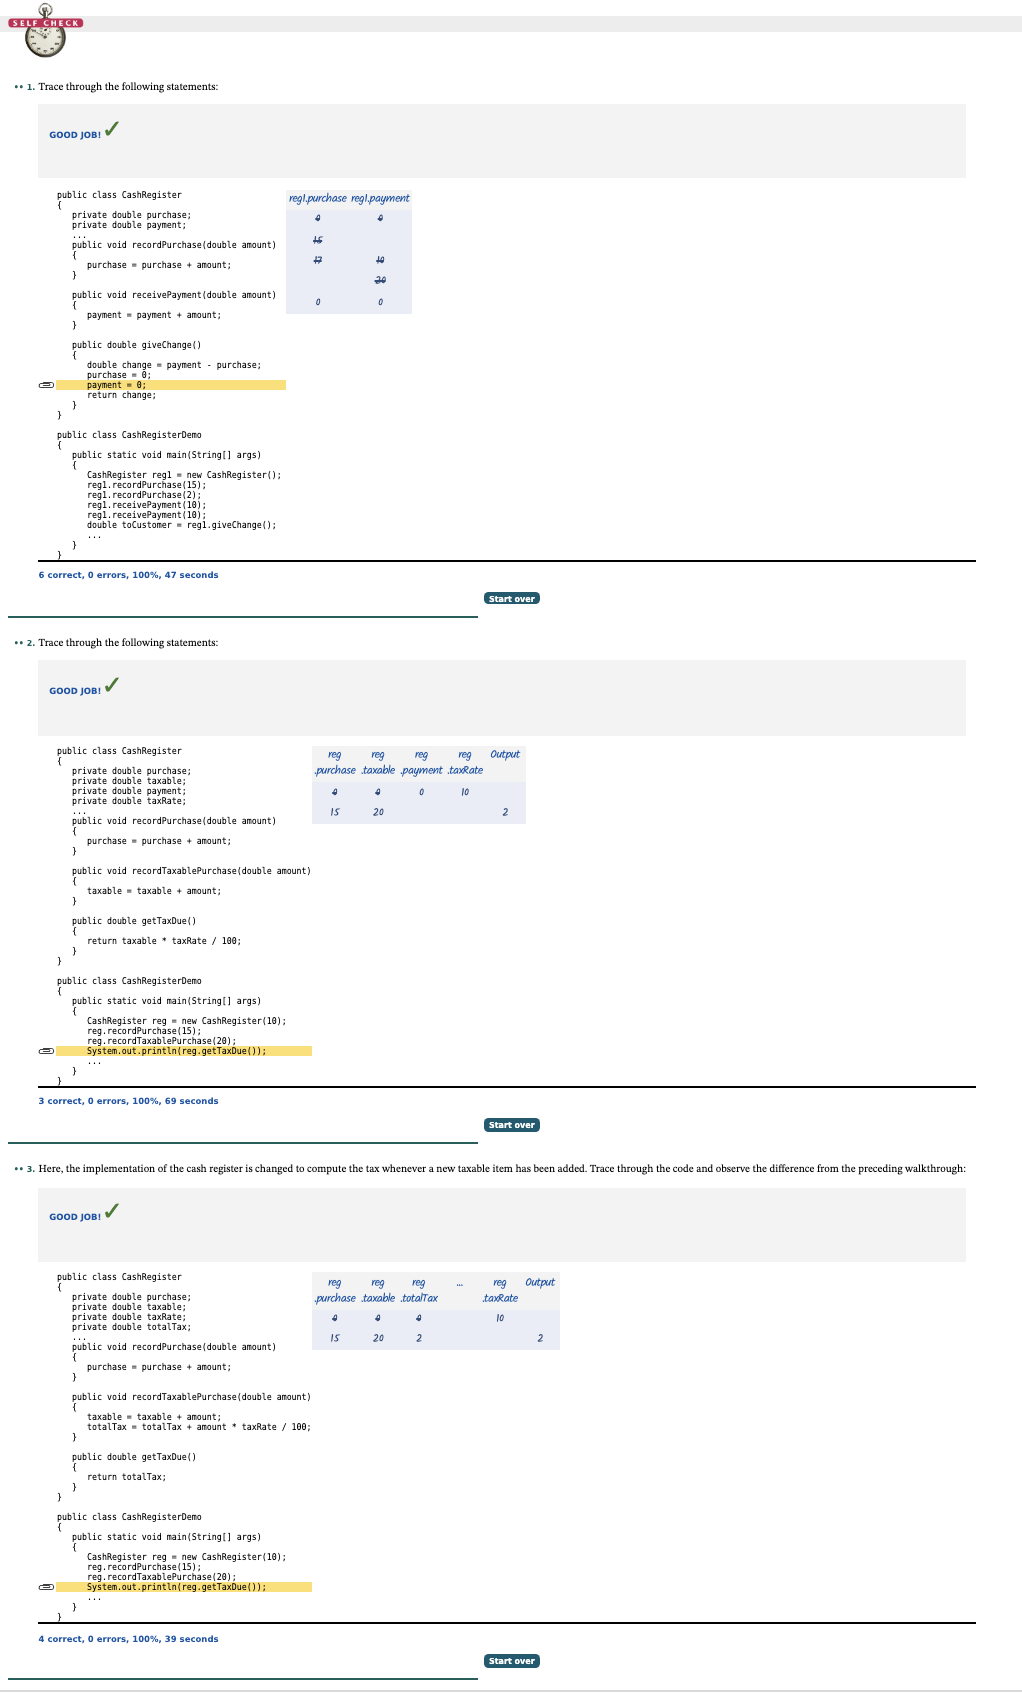 SELF CHECK
•• 1. Trace through the following statements:
GOOD JOB! ✓
public class CashRegister
{
   private double purchase;
   private double payment;
   ...
   public void recordPurchase(double amount)
   {
      purchase = purchase + amount;
   }

   public void receivePayment(double amount)
   {
      payment = payment + amount;
   }

   public double giveChange()
   {
      double change = payment - purchase;
      purchase = 0;
      payment = 0;
      return change;
   }
}

public class CashRegisterDemo
{
   public static void main(String[] args)
   {
      CashRegister reg1 = new CashRegister();
      reg1.recordPurchase(15);
      reg1.recordPurchase(2);
      reg1.receivePayment(10);
      reg1.receivePayment(10);
      double toCustomer = reg1.giveChange();
      ...
   }
}
reg1.purchase reg1.payment
0 0
15
17 10
20
0 0
6 correct, 0 errors, 100%, 47 seconds
Start over
•• 2. Trace through the following statements:
GOOD JOB! ✓
public class CashRegister
{
   private double purchase;
   private double taxable;
   private double payment;
   private double taxRate;
   ...
   public void recordPurchase(double amount)
   {
      purchase = purchase + amount;
   }

   public void recordTaxablePurchase(double amount)
   {
      taxable = taxable + amount;
   }

   public double getTaxDue()
   {
      return taxable * taxRate / 100;
   }
}

public class CashRegisterDemo
{
   public static void main(String[] args)
   {
      CashRegister reg = new CashRegister(10);
      reg.recordPurchase(15);
      reg.recordTaxablePurchase(20);
      System.out.println(reg.getTaxDue());
      ...
   }
}
reg reg reg reg Output
.purchase .taxable .payment .taxRate
0 0 0 10
15 20 2
3 correct, 0 errors, 100%, 69 seconds
Start over
•• 3. Here, the implementation of the cash register is changed to compute the tax whenever a new taxable item has been added. Trace through the code and observe the difference from the preceding walkthrough:
GOOD JOB! ✓
public class CashRegister
{
   private double purchase;
   private double taxable;
   private double taxRate;
   private double totalTax;
   ...
   public void recordPurchase(double amount)
   {
      purchase = purchase + amount;
   }

   public void recordTaxablePurchase(double amount)
   {
      taxable = taxable + amount;
      totalTax = totalTax + amount * taxRate / 100;
   }

   public double getTaxDue()
   {
      return totalTax;
   }
}

public class CashRegisterDemo
{
   public static void main(String[] args)
   {
      CashRegister reg = new CashRegister(10);
      reg.recordPurchase(15);
      reg.recordTaxablePurchase(20);
      System.out.println(reg.getTaxDue());
      ...
   }
}
reg reg reg ... reg Output
.purchase .taxable .totalTax .taxRate
0 0 0 10
15 20 2 2
4 correct, 0 errors, 100%, 39 seconds
Start over